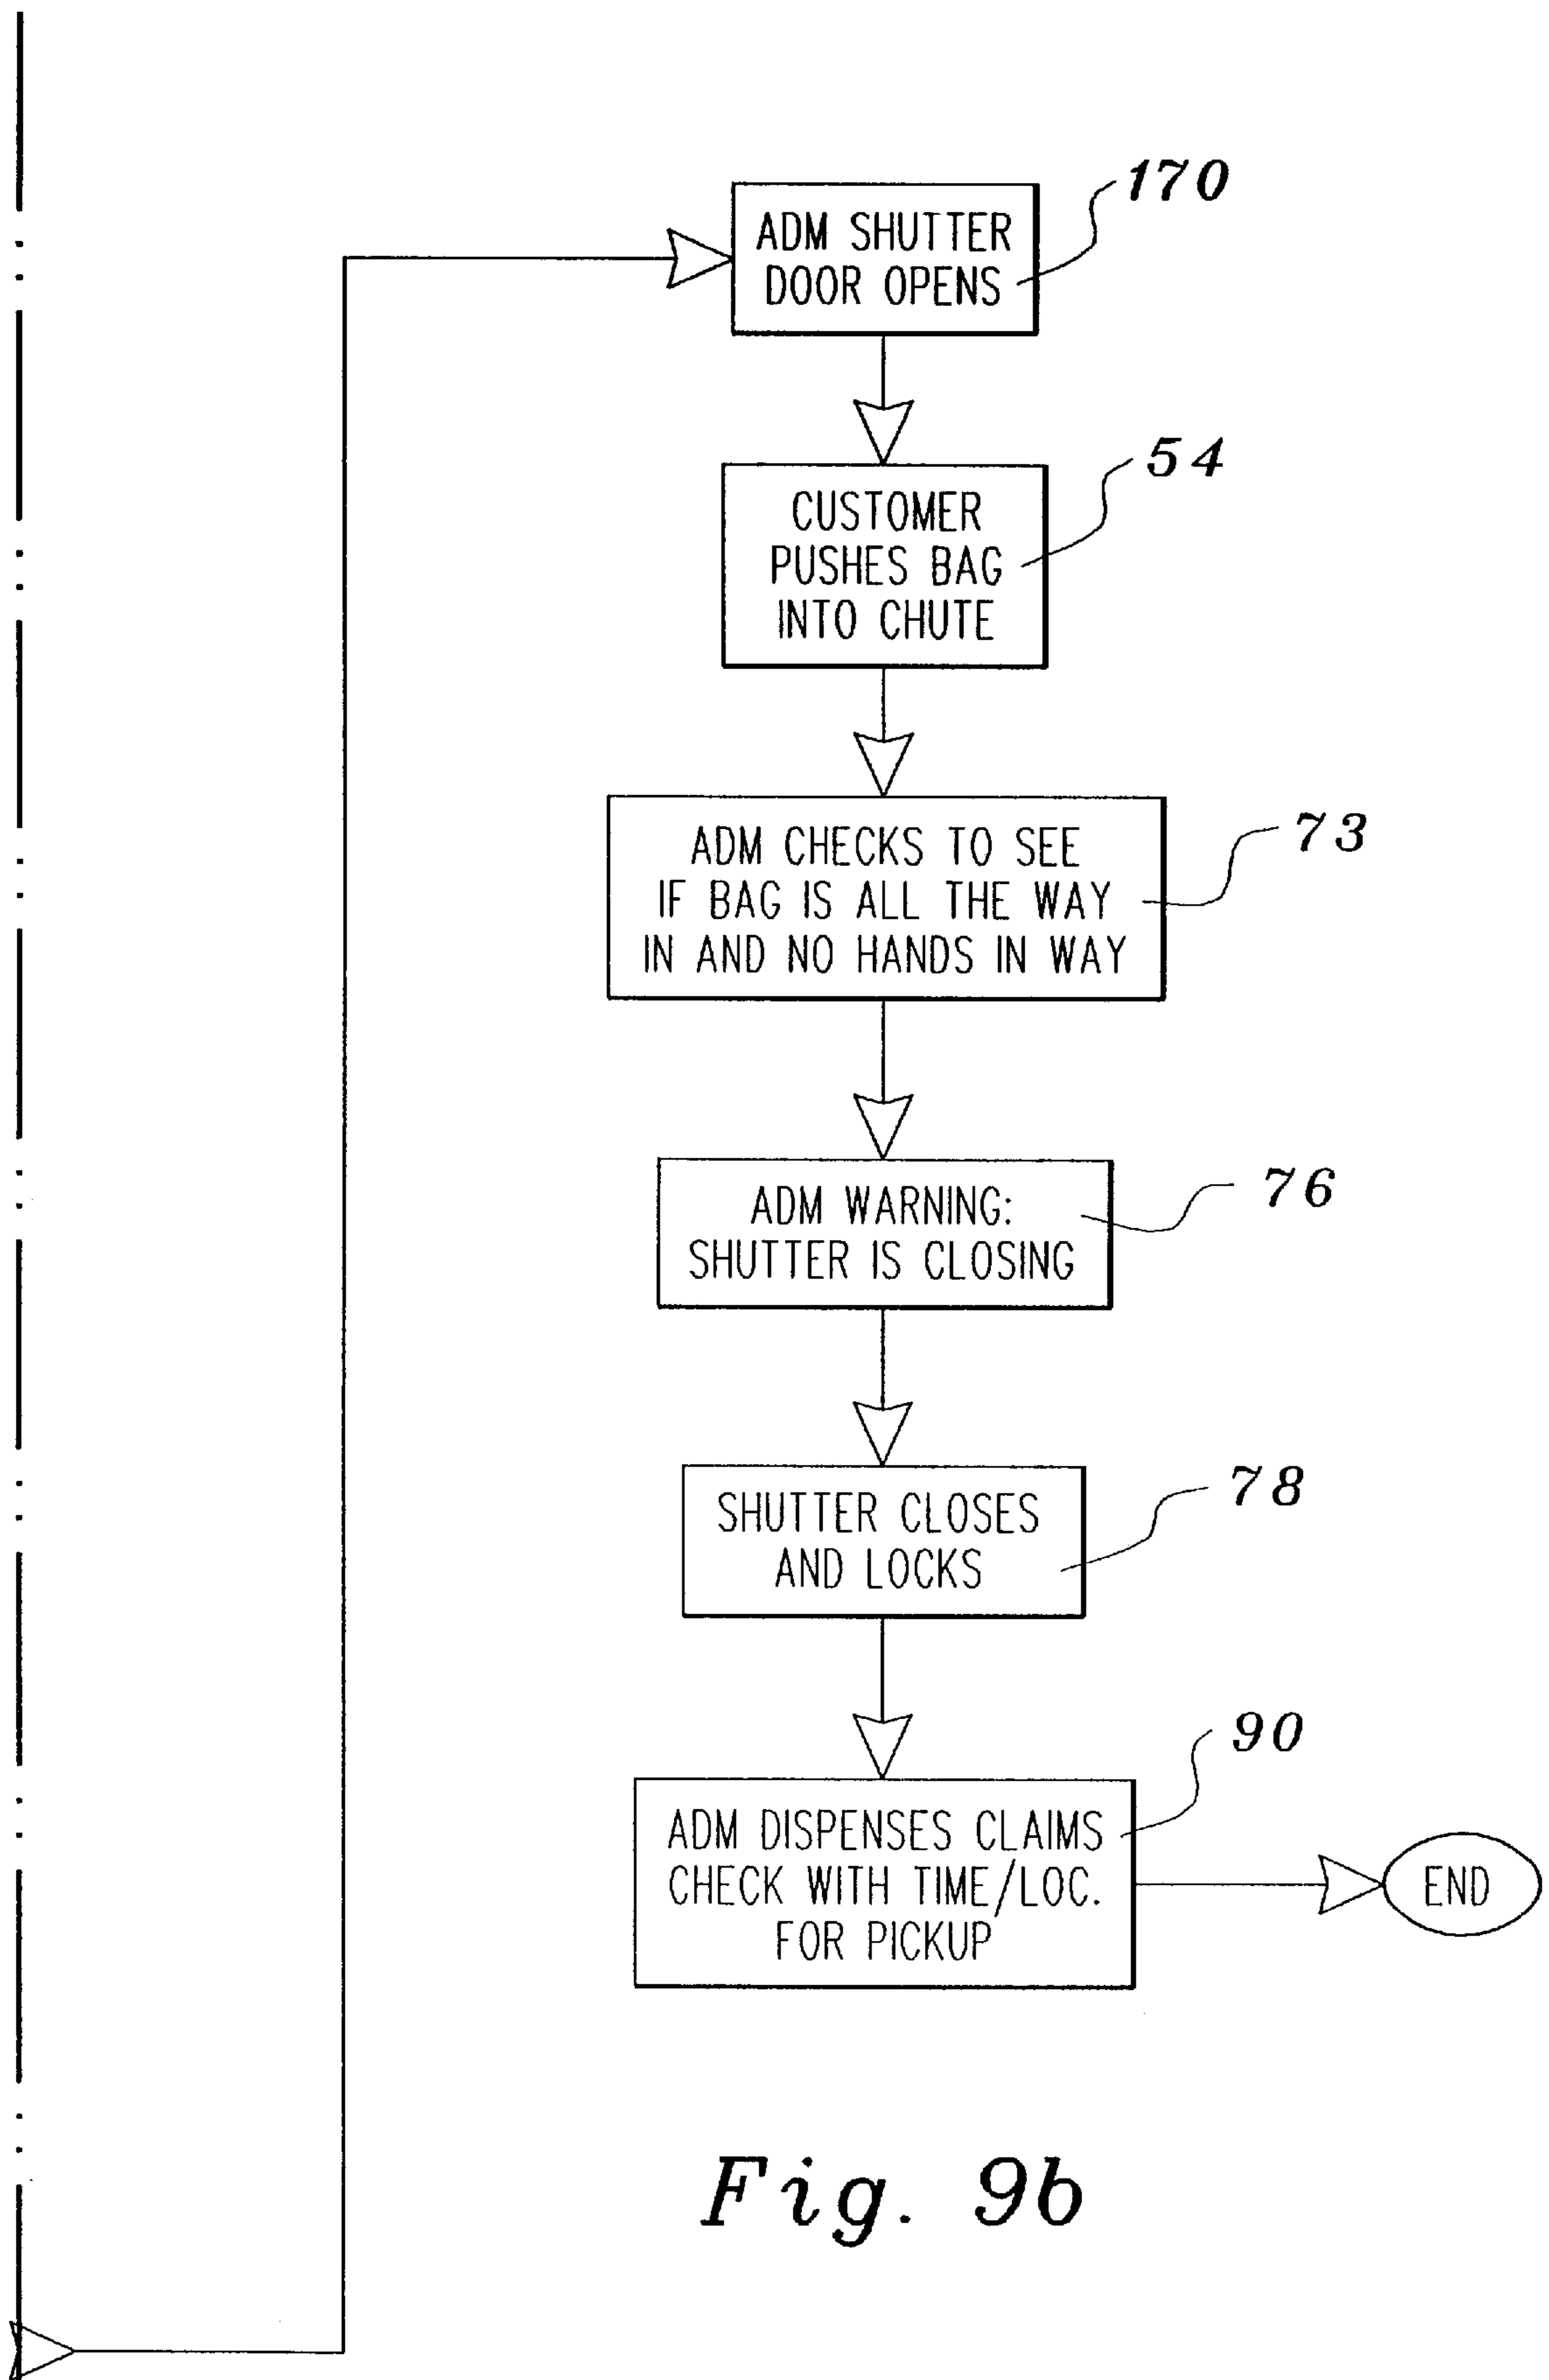 170
ADM SHUTTER
DOOR OPENS
54
CUSTOMER
PUSHES BAG
INTO CHUTE
73
ADM CHECKS TO SEE
IF BAG IS ALL THE WAY
IN AND NO HANDS IN WAY
76
ADM WARNING:
SHUTTER IS CLOSING
78
SHUTTER CLOSES
AND LOCKS
90
ADM DISPENSES CLAIMS
CHECK WITH TIME/LOC.
FOR PICKUP
END
Fig. 9b